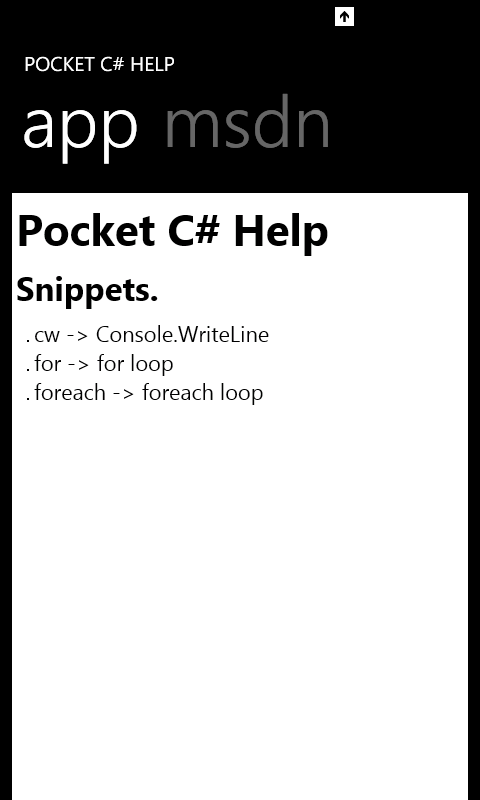 POCKET C# HELP
app msdn
Pocket C# Help
Snippets.
. cw -> Console.WriteLine
. for -> for loop
. foreach -> foreach loop